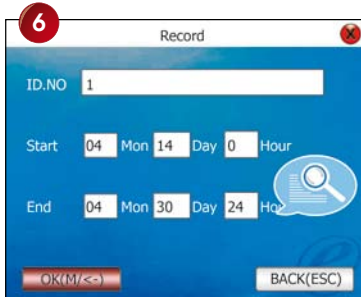 6
Record
ID.NO 1
Start 04 Mon 14 Day 0 Hour
End 04 Mon 30 Day 24
OK(M/<-) BACK(ESC)